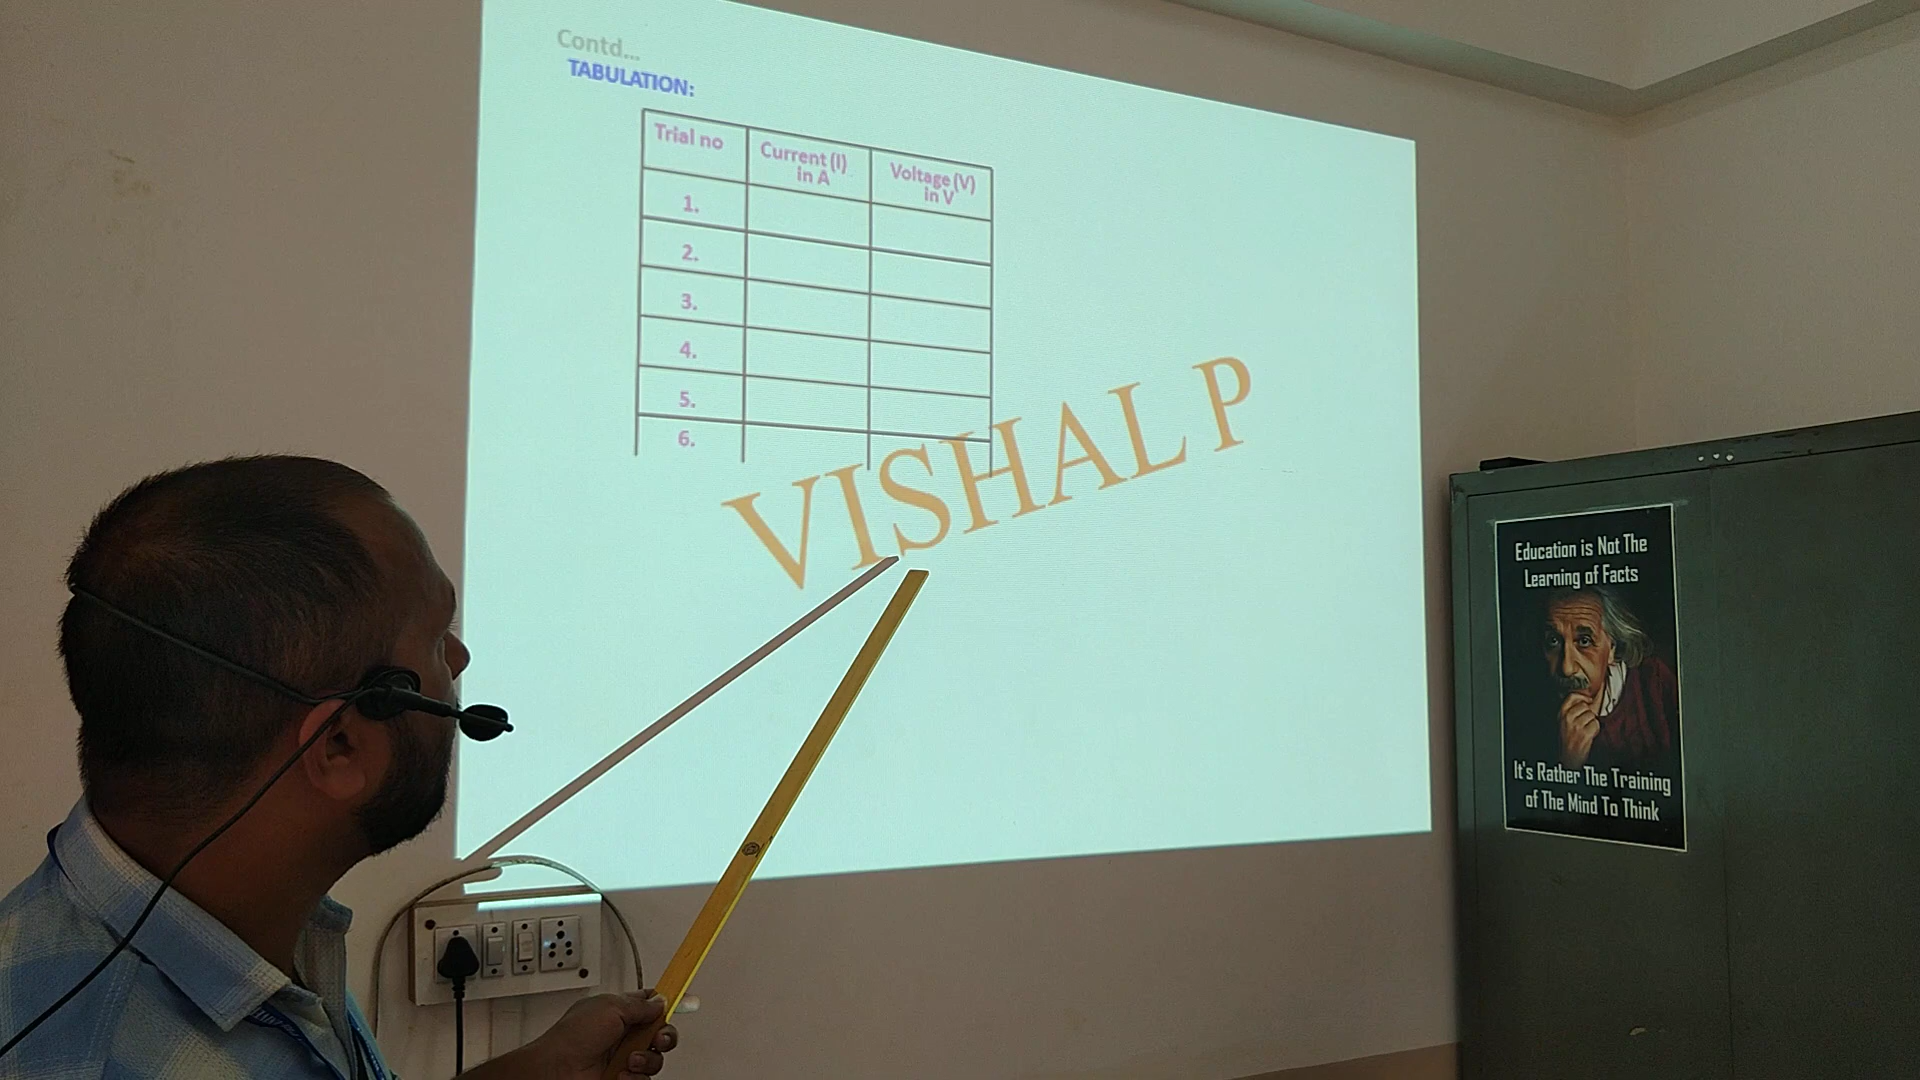 Contd...
TABULATION:
Trial no
Current (I)
in A
Voltage (V)
in V
1.
2.
3.
4.
5.
6.
VISHAL P
Education is Not The
Learning of Facts
It's Rather The Training
of The Mind To Think